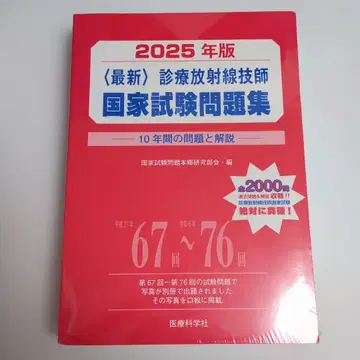 2025年版
〈最新〉診療放射線技師
国家試験問題集
10年間の問題と解説
国家試験問題本郷研究部会・編
全2000問
絶対に突破！
67回〜76回
第67回〜第76回の試験問題で
写真が別冊で出題されました
その写真を口絵に掲載。
医療科学社